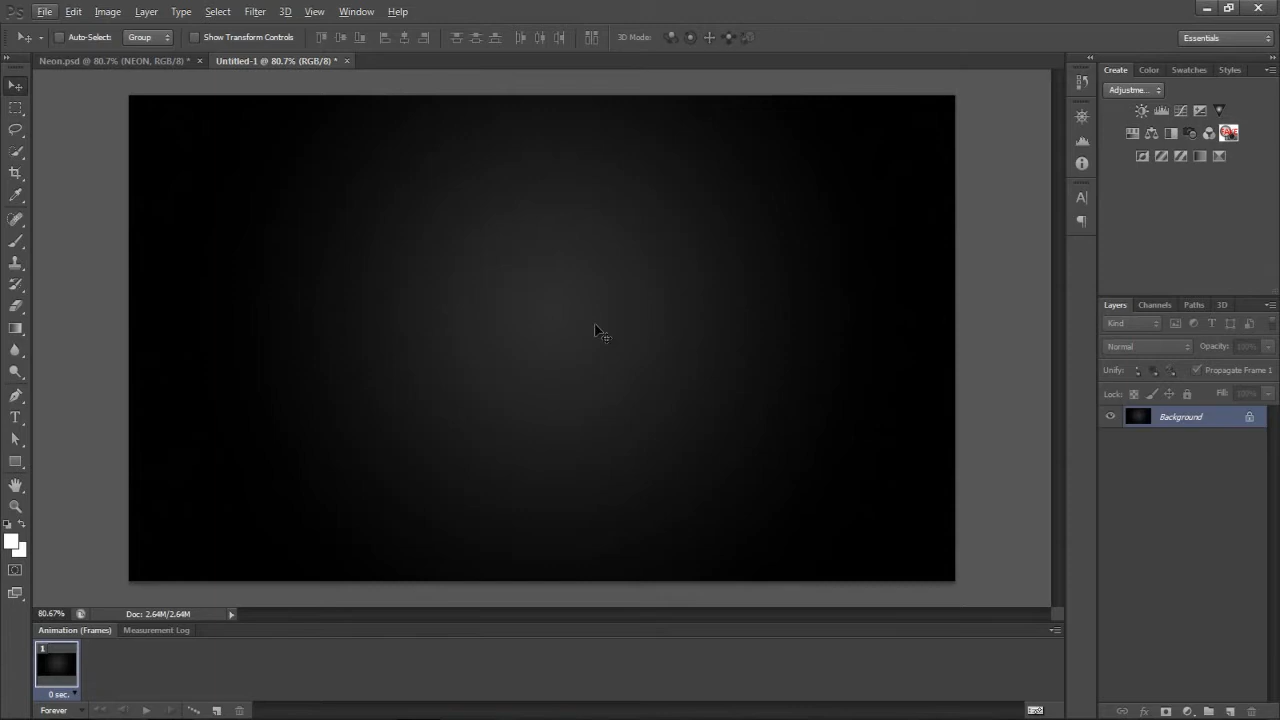 Ps File Edit Image Layer Type Select Filter 3D View Window Help
Auto-Select: Group Show Transform Controls 3D Mode: Essentials
Neon.psd @ 80.7% (NEON, RGB/8) * × Untitled-1 @ 80.7% (RGB/8) * ×
Create Color Swatches Styles
Adjustme...
Layers Channels Paths 3D
Kind
Normal Opacity: 100%
Unify: Propagate Frame 1
Lock: Fill: 100%
Background
80.67% Doc: 2.64M/2.64M
Animation (Frames) Measurement Log
1
0 sec.
Forever